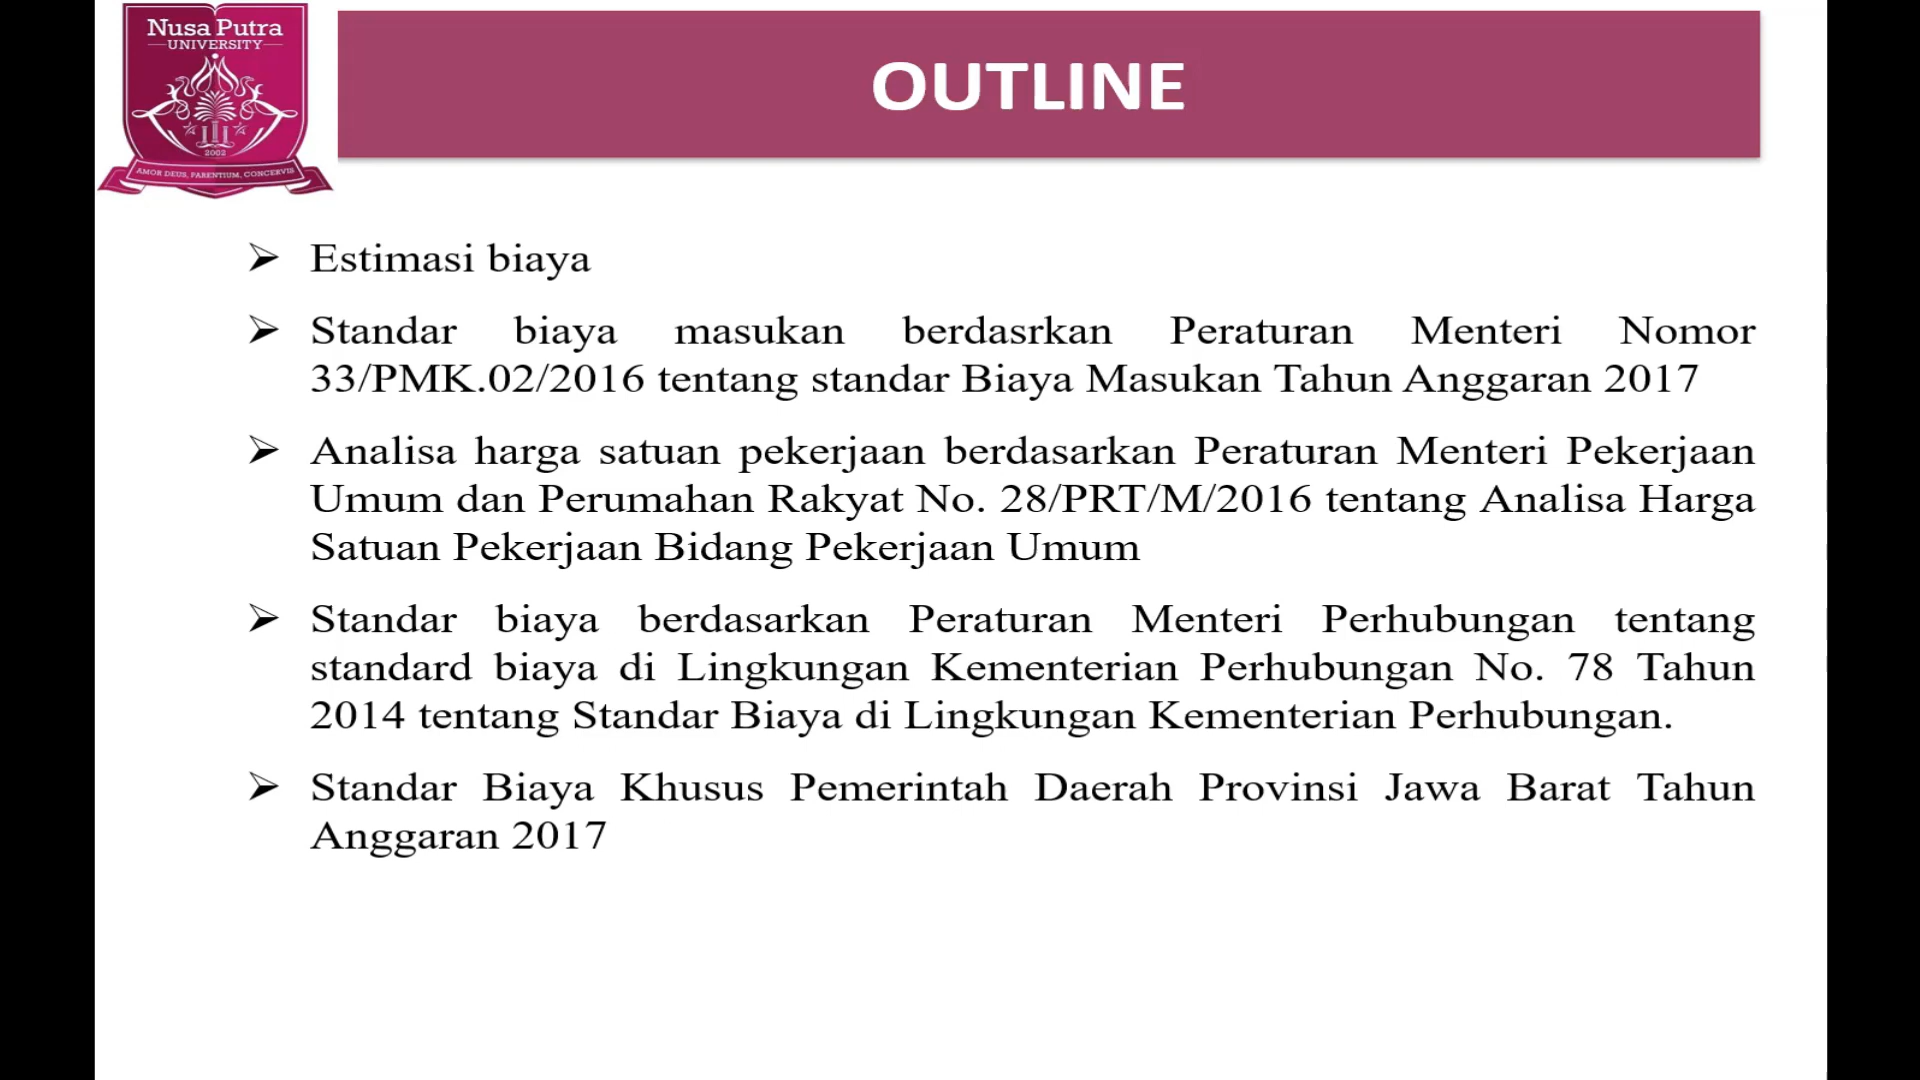 Nusa Putra
UNIVERSITY
2002
AMOR DEUS, PARENTIUM, CONCERVIS
OUTLINE
Estimasi biaya
Standar biaya masukan berdasrkan Peraturan Menteri Nomor
33/PMK.02/2016 tentang standar Biaya Masukan Tahun Anggaran 2017
Analisa harga satuan pekerjaan berdasarkan Peraturan Menteri Pekerjaan
Umum dan Perumahan Rakyat No. 28/PRT/M/2016 tentang Analisa Harga
Satuan Pekerjaan Bidang Pekerjaan Umum
Standar biaya berdasarkan Peraturan Menteri Perhubungan tentang
standard biaya di Lingkungan Kementerian Perhubungan No. 78 Tahun
2014 tentang Standar Biaya di Lingkungan Kementerian Perhubungan.
Standar Biaya Khusus Pemerintah Daerah Provinsi Jawa Barat Tahun
Anggaran 2017